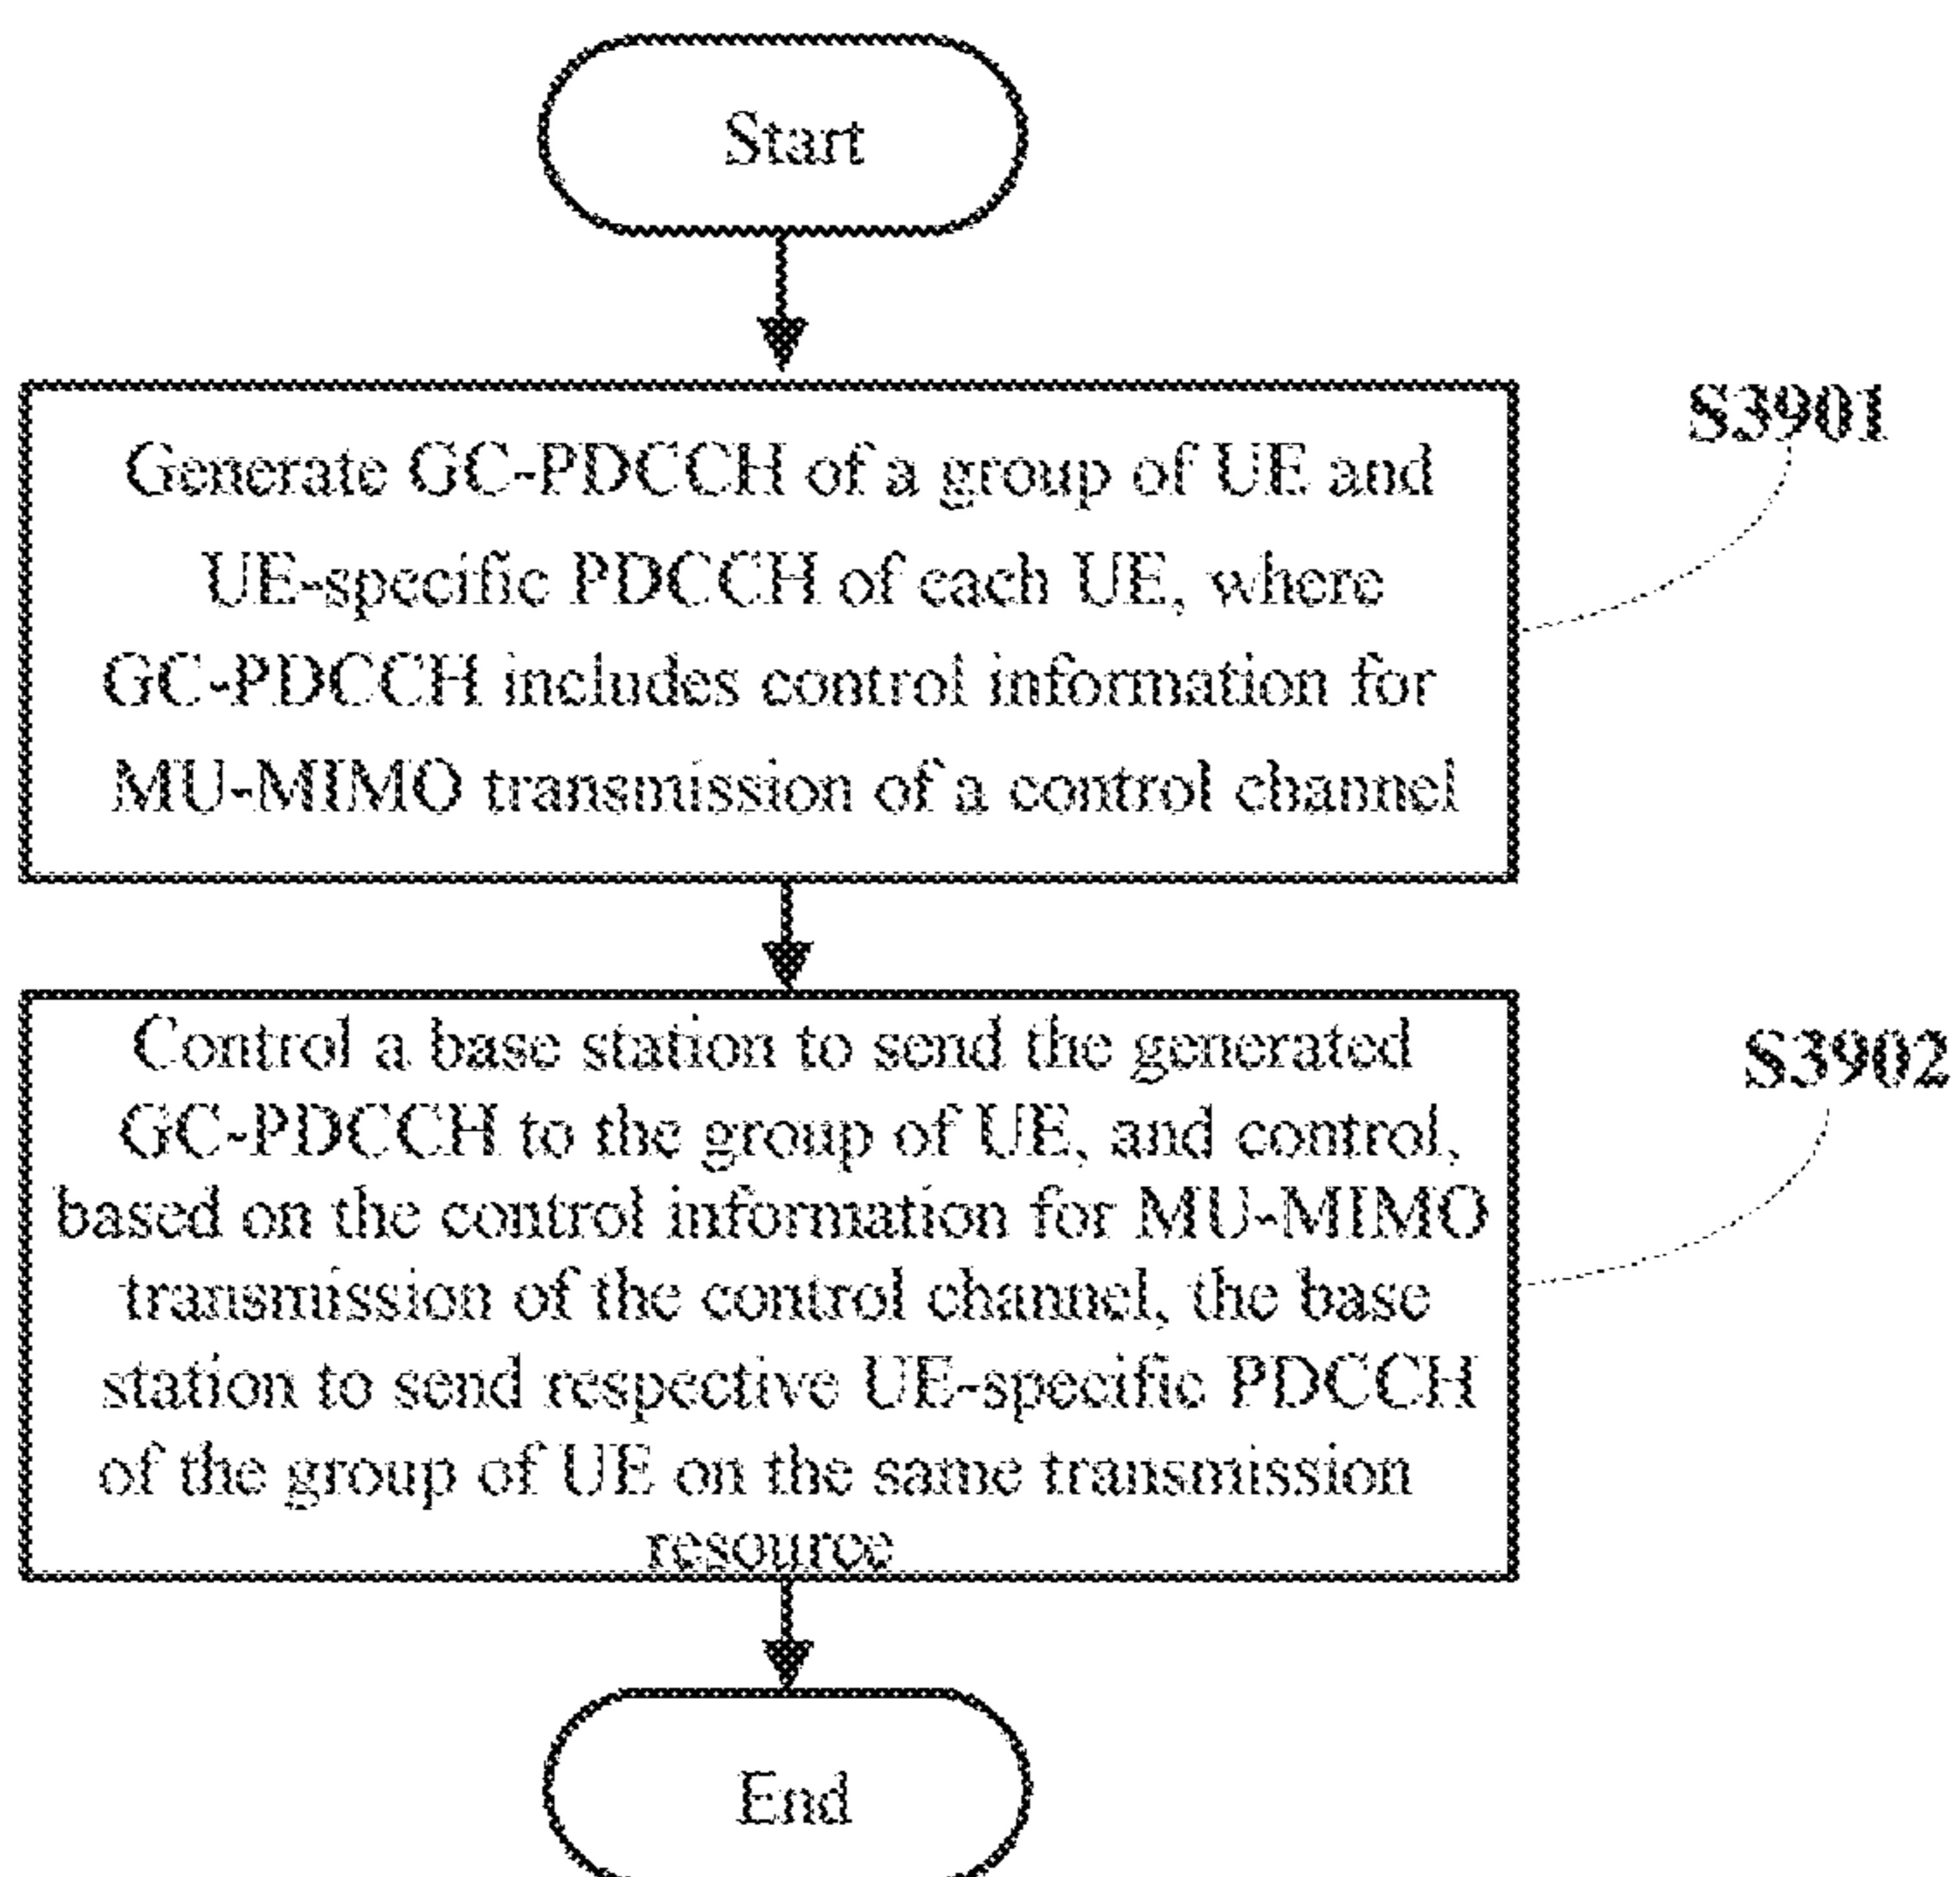 Start
Generate GC-PDCCH of a group of UE and
UE-specific PDCCH of each UE, where
GC-PDCCH includes control information for
MU-MIMO transmission of a control channel
S3901
Control a base station to send the generated
GC-PDCCH to the group of UE, and control,
based on the control information for MU-MIMO
transmission of the control channel, the base
station to send respective UE-specific PDCCH
of the group of UE on the same transmission
resource
S3902
End